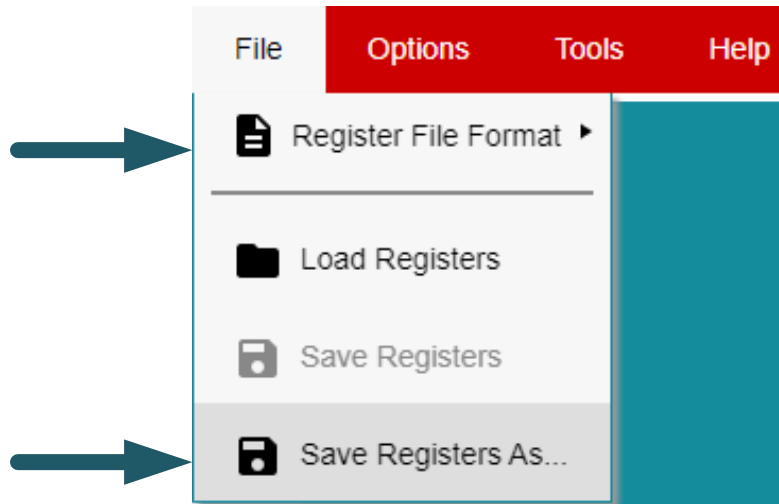 File Options Tools Help
Register File Format
Load Registers
Save Registers
Save Registers As...